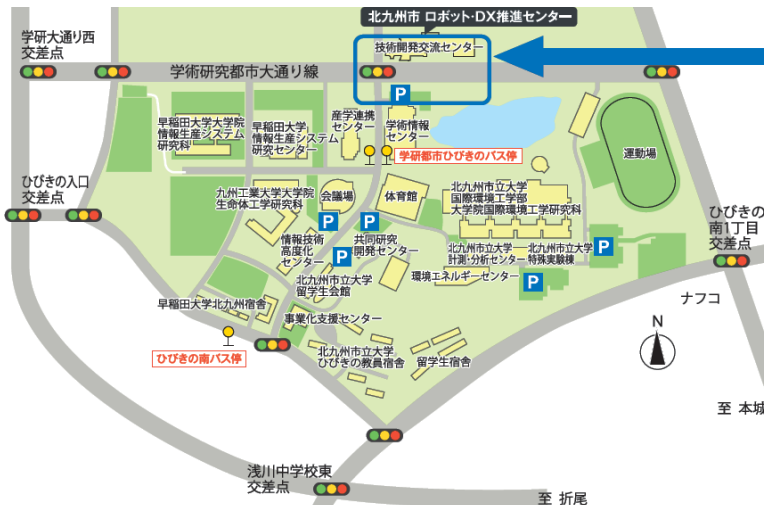 北九州市 ロボット・DX推進センター
学研大通り西
交差点
技術開発交流センター
学術研究都市大通り線
P
早稲田大学大学院
情報生産システム
研究科
早稲田大学
情報生産システム
研究センター
産学連携
センター
学術情報
センター
学研都市ひびきのバス停
運動場
ひびきの入口
交差点
九州工業大学大学院
生命体工学研究科
会議場
体育館
北九州市立大学
国際環境工学部
大学院国際環境工学研究科
ひびきの
南1丁目
交差点
P
P
情報技術
高度化
センター
共同研究
開発センター
P
北九州市立大学
計測・分析センター
北九州市立大学
特殊実験棟
P
北九州市立大学
留学生会館
環境エネルギーセンター
P
ナフコ
早稲田大学北九州宿舎
事業化支援センター
N
ひびきの南バス停
北九州市立大学
ひびきの教員宿舎
留学生宿舎
至 本城
浅川中学校東
交差点
至 折尾